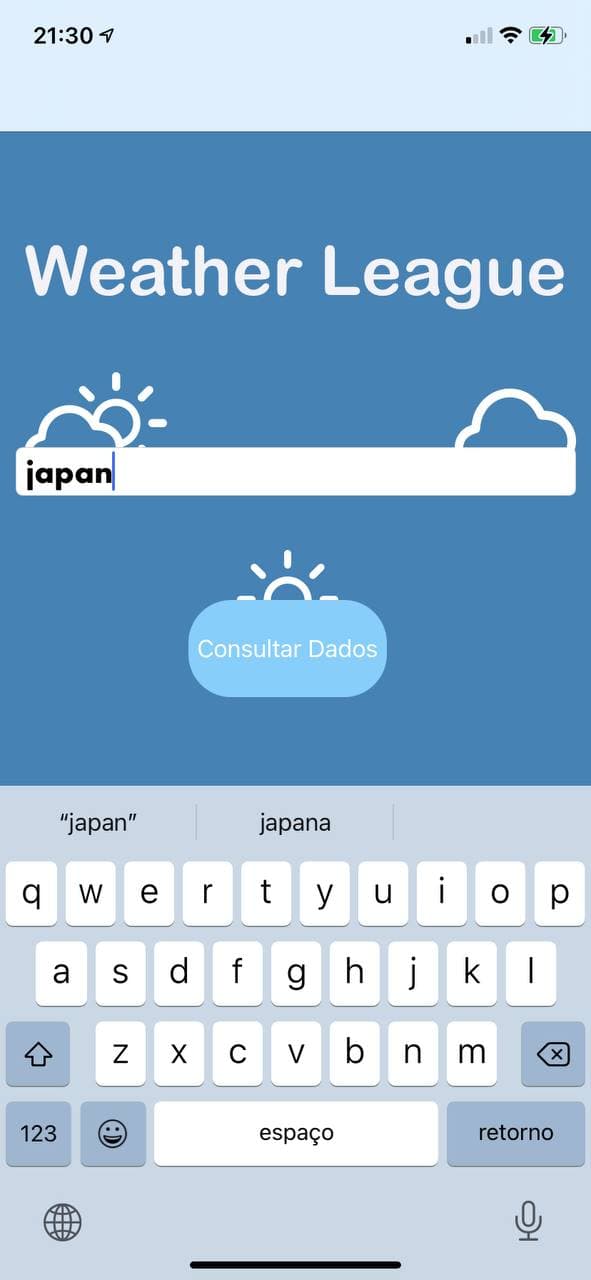 21:30
Weather League
japan
Consultar Dados
“japan” japana
q w e r t y u i o p
a s d f g h j k l
z x c v b n m
123 espaço retorno